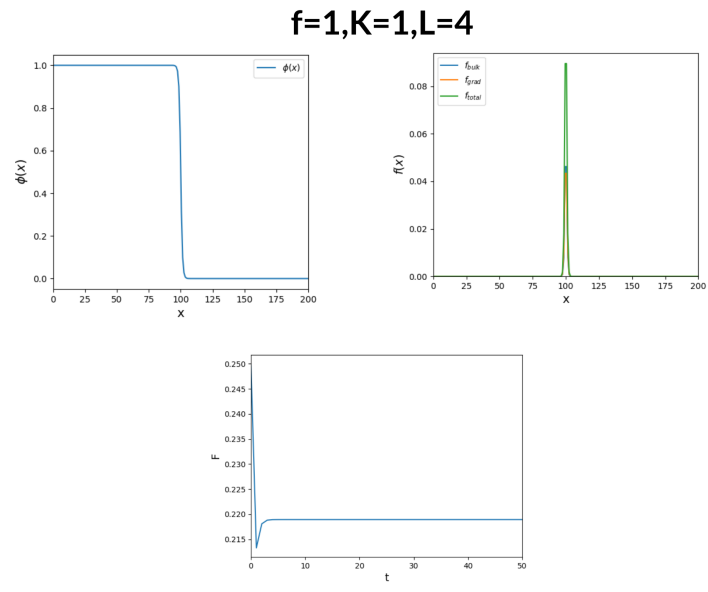 f=1,K=1,L=4
1.0
0.8
0.6
0.4
0.2
0.0
ϕ(x)
ϕ(x)
0 25 50 75 100 125 150 175 200
x
0.08
0.06
0.04
0.02
0.00
f(x)
f_bulk
f_grad
f_total
0 25 50 75 100 125 150 175 200
x
0.250
0.245
0.240
0.235
0.230
0.225
0.220
0.215
F
0 10 20 30 40 50
t